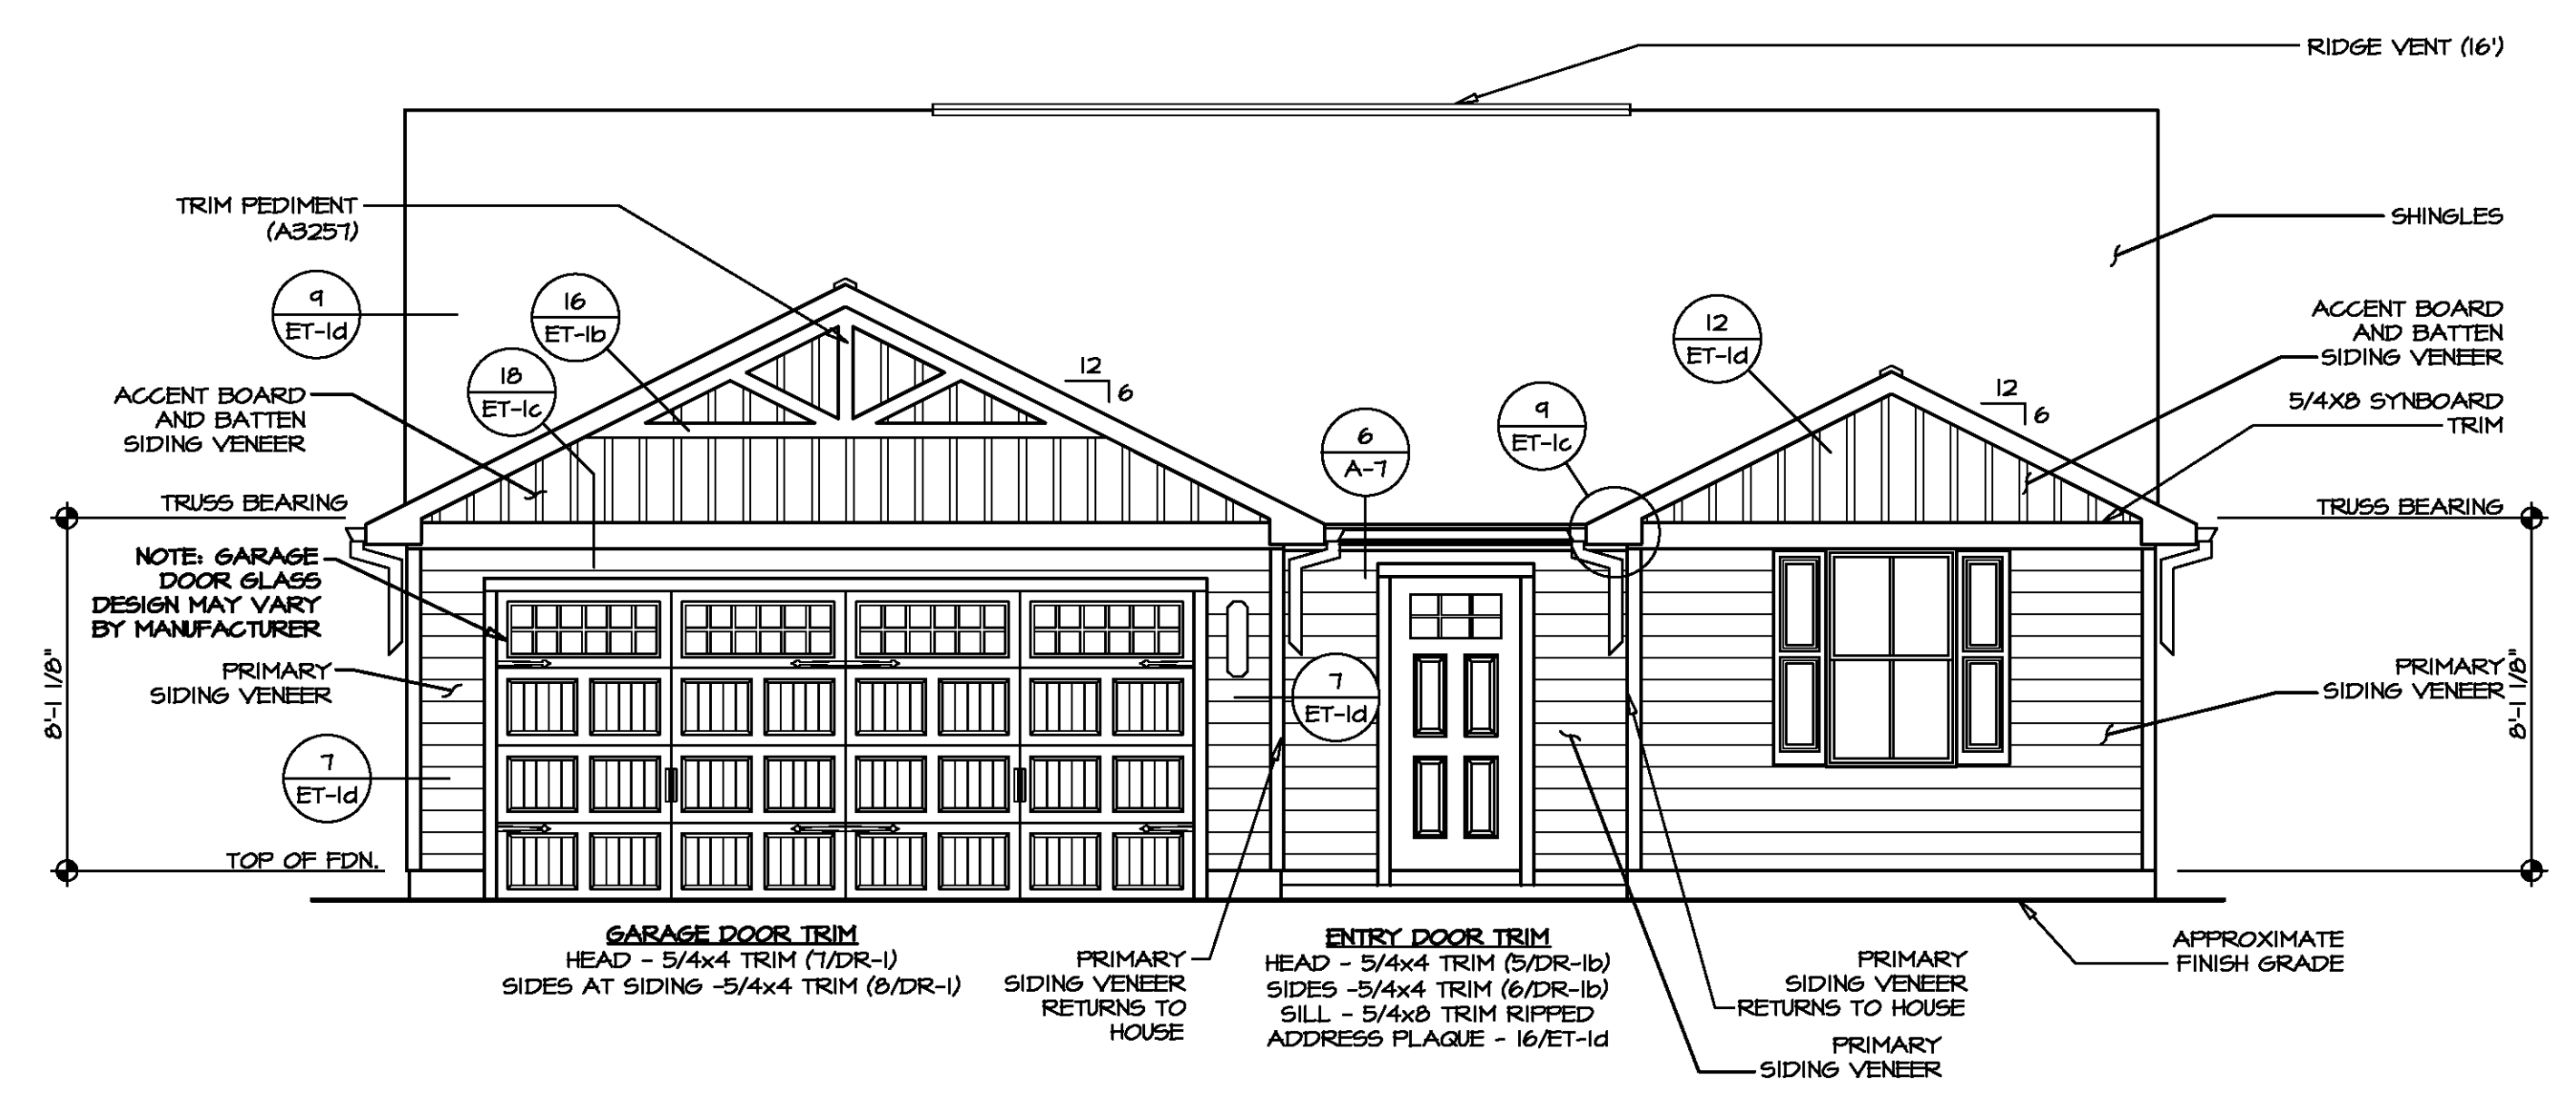 RIDGE VENT (16')
TRIM PEDIMENT
(A3257)
SHINGLES
9
ET-1d
16
ET-1b
12
ET-1d
ACCENT BOARD
AND BATTEN
SIDING VENEER
18
ET-1c
12
6
12
6
9
ET-1c
5/4X8 SYNBOARD
TRIM
ACCENT BOARD
AND BATTEN
SIDING VENEER
6
A-7
TRUSS BEARING
TRUSS BEARING
NOTE: GARAGE
DOOR GLASS
DESIGN MAY VARY
BY MANUFACTURER
PRIMARY
SIDING VENEER
8'-1 1/8"
7
ET-1d
7
ET-1d
PRIMARY
SIDING VENEER
8'-1 1/8"
TOP OF FDN.
GARAGE DOOR TRIM
HEAD - 5/4x4 TRIM (7/DR-1)
SIDES AT SIDING -5/4x4 TRIM (8/DR-1)
PRIMARY
SIDING VENEER
RETURNS TO
HOUSE
ENTRY DOOR TRIM
HEAD - 5/4x4 TRIM (5/DR-1b)
SIDES -5/4x4 TRIM (6/DR-1b)
SILL - 5/4x8 TRIM RIPPED
ADDRESS PLAQUE - 16/ET-1d
PRIMARY
SIDING VENEER
RETURNS TO HOUSE
PRIMARY
SIDING VENEER
APPROXIMATE
FINISH GRADE